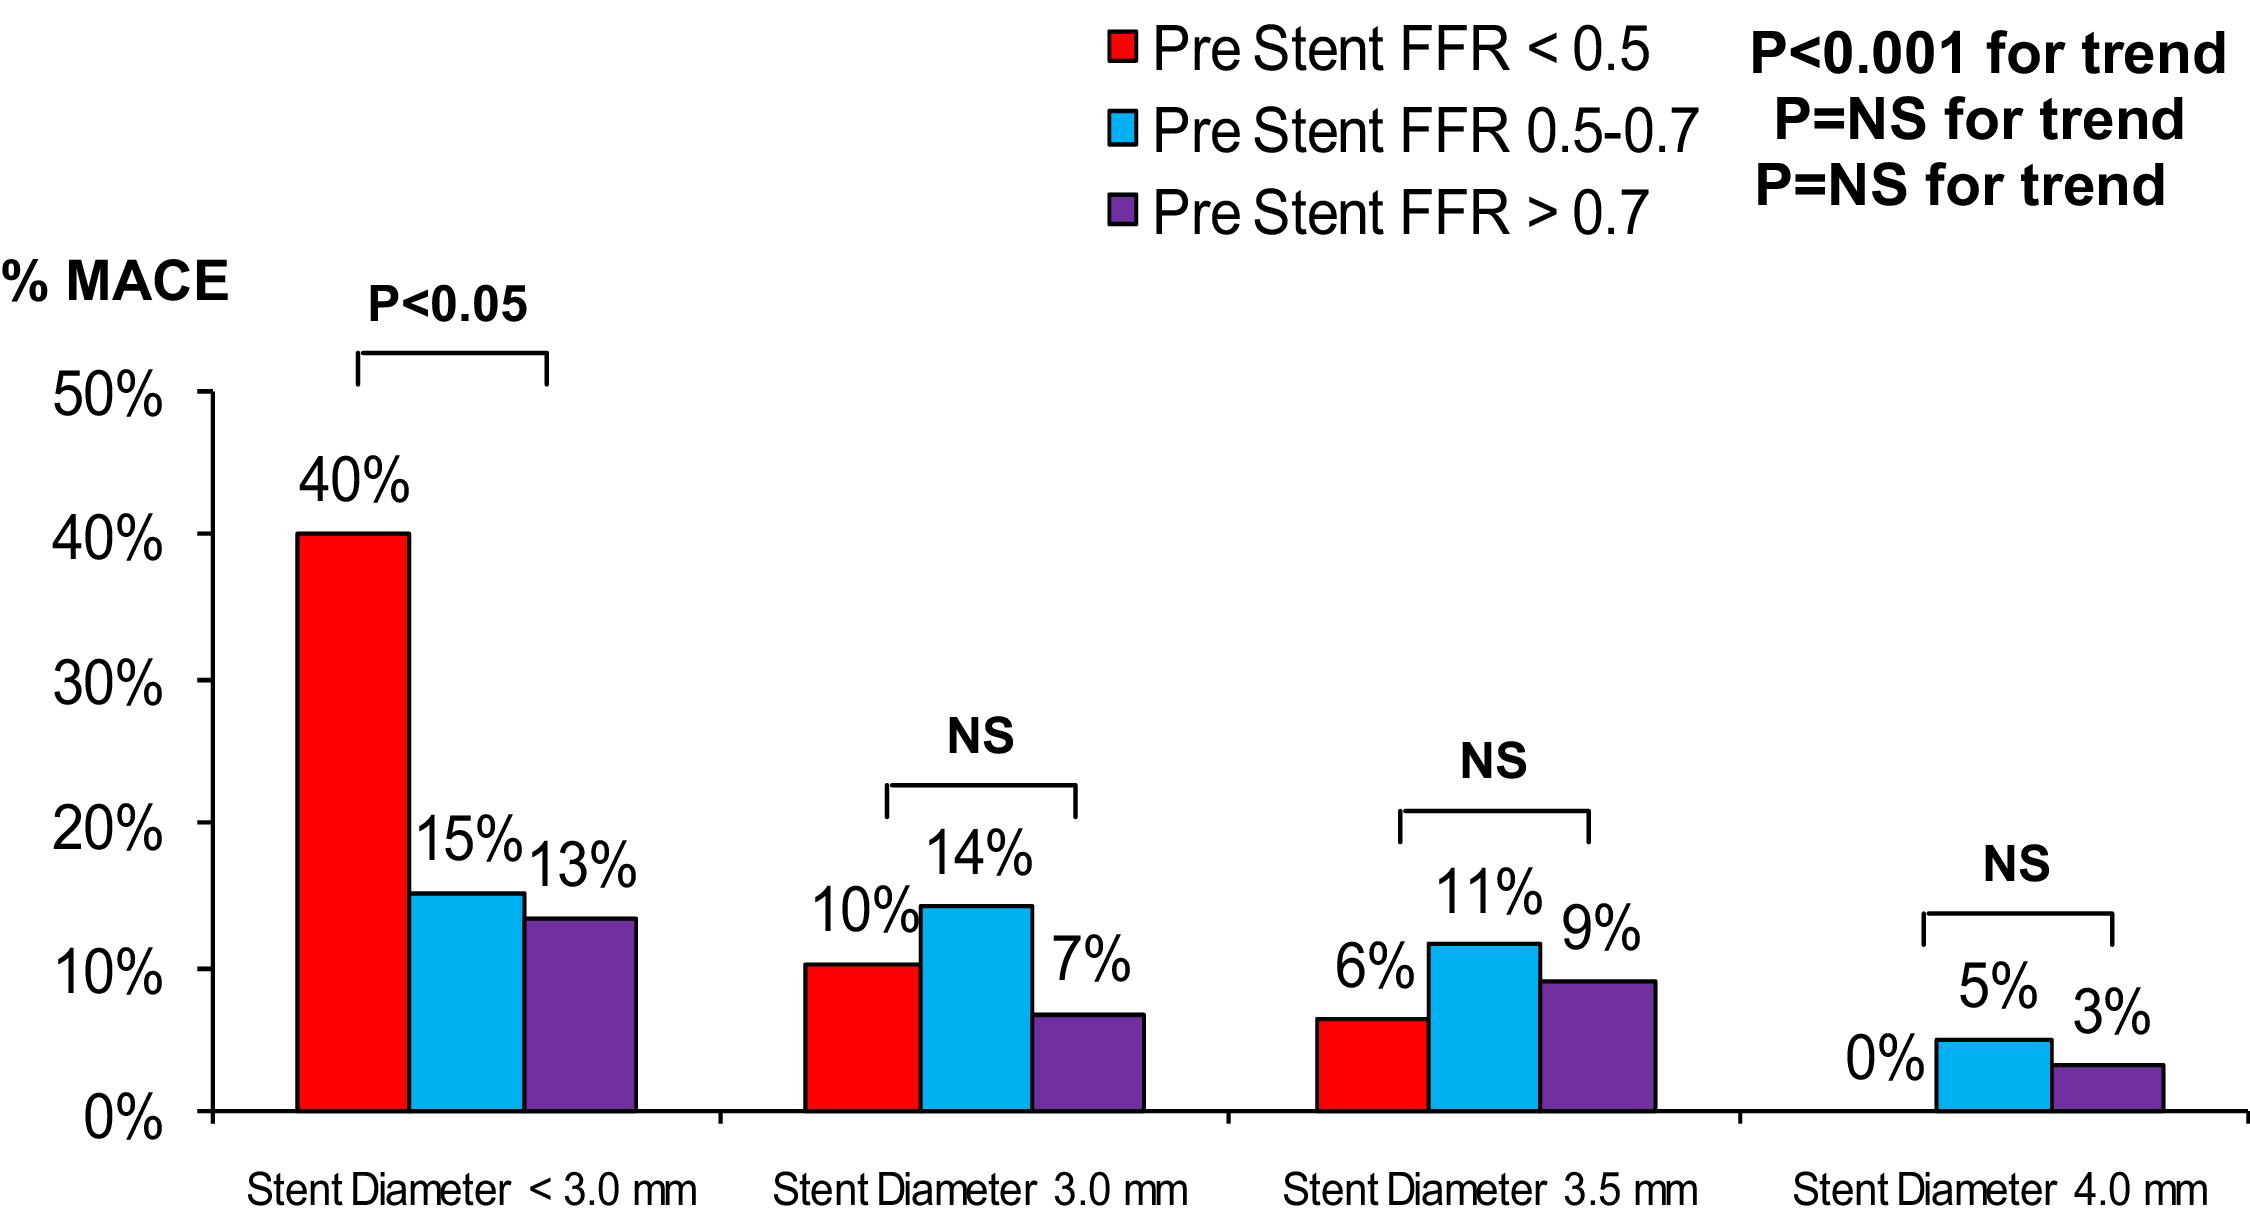 Pre Stent FFR < 0.5 P<0.001 for trend
Pre Stent FFR 0.5-0.7 P=NS for trend
Pre Stent FFR > 0.7 P=NS for trend
% MACE
P<0.05
50%
40%
40%
30%
NS
NS
20%
15%
13%
14%
NS
10%
11%
9%
10%
7%
6%
5%
3%
0%
0%
Stent Diameter < 3.0 mm
Stent Diameter 3.0 mm
Stent Diameter 3.5 mm
Stent Diameter 4.0 mm